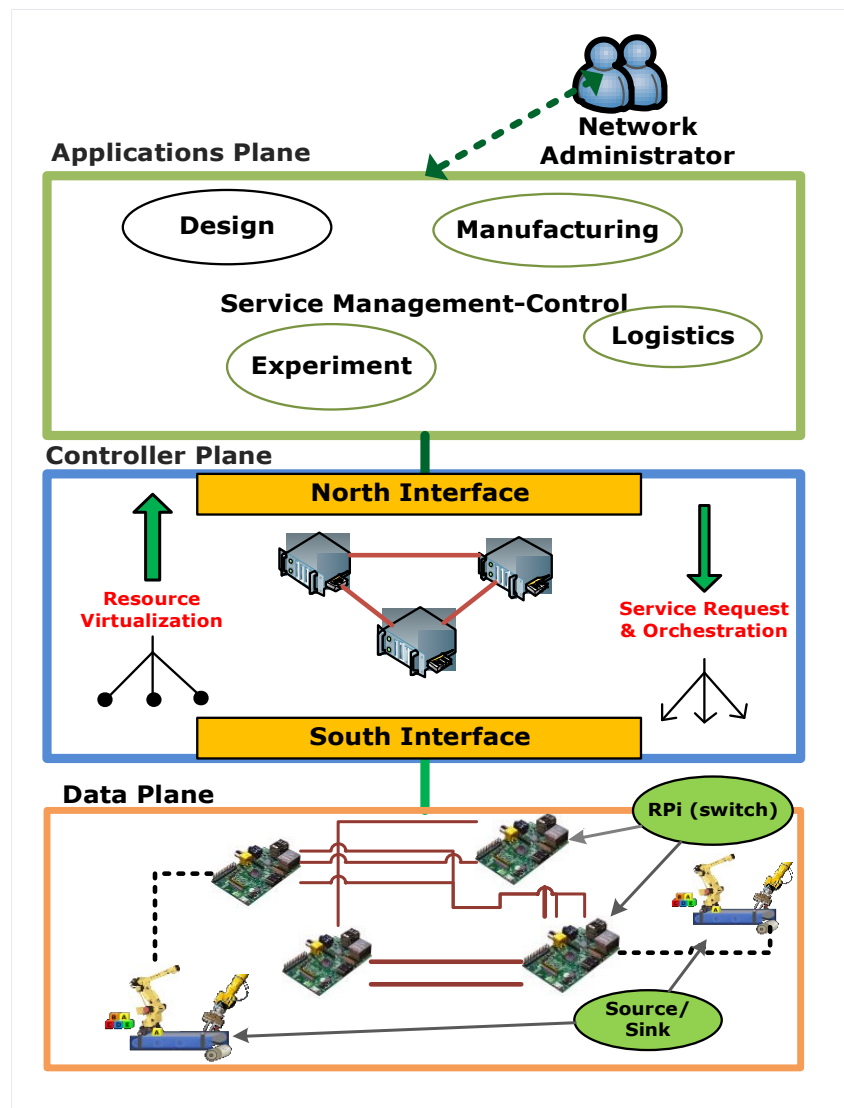 Network
Administrator
Applications Plane
Design
Manufacturing
Service Management-Control
Logistics
Experiment
Controller Plane
North Interface
Resource
Virtualization
Service Request
& Orchestration
South Interface
Data Plane
RPi (switch)
Source/
Sink